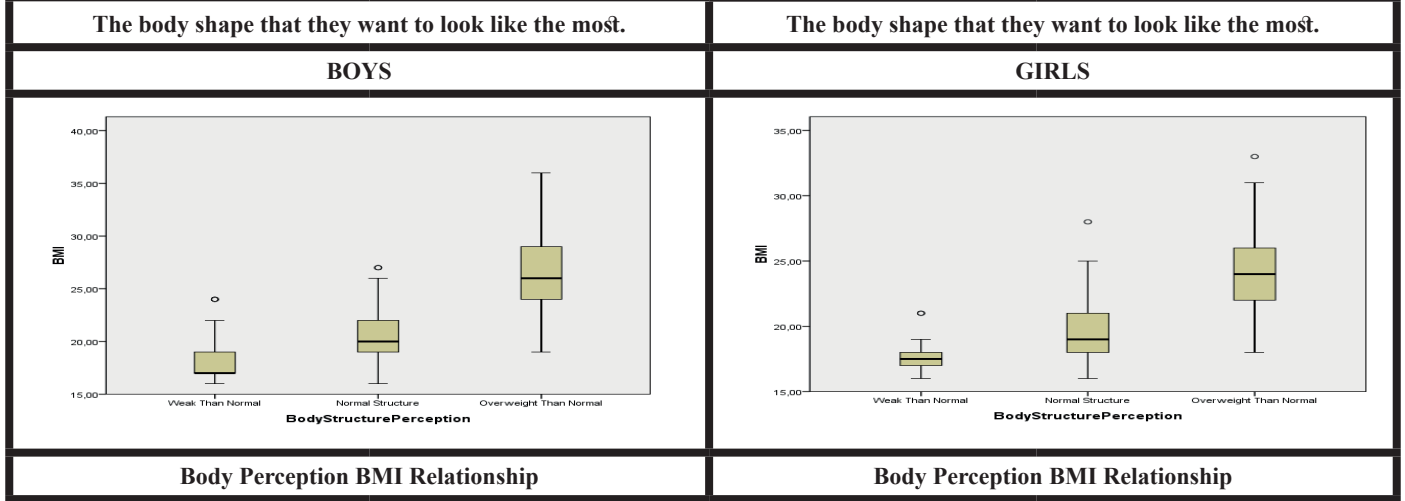 The body shape that they want to look like the most.
The body shape that they want to look like the most.
BOYS
GIRLS
40,00
35,00
30,00
25,00
20,00
15,00
BMI
Weak Than Normal
Normal Structure
Overweight Than Normal
BodyStructurePerception
35,00
30,00
25,00
20,00
15,00
BMI
Weak Than Normal
Normal Structure
Overweight Than Normal
BodyStructurePerception
Body Perception BMI Relationship
Body Perception BMI Relationship